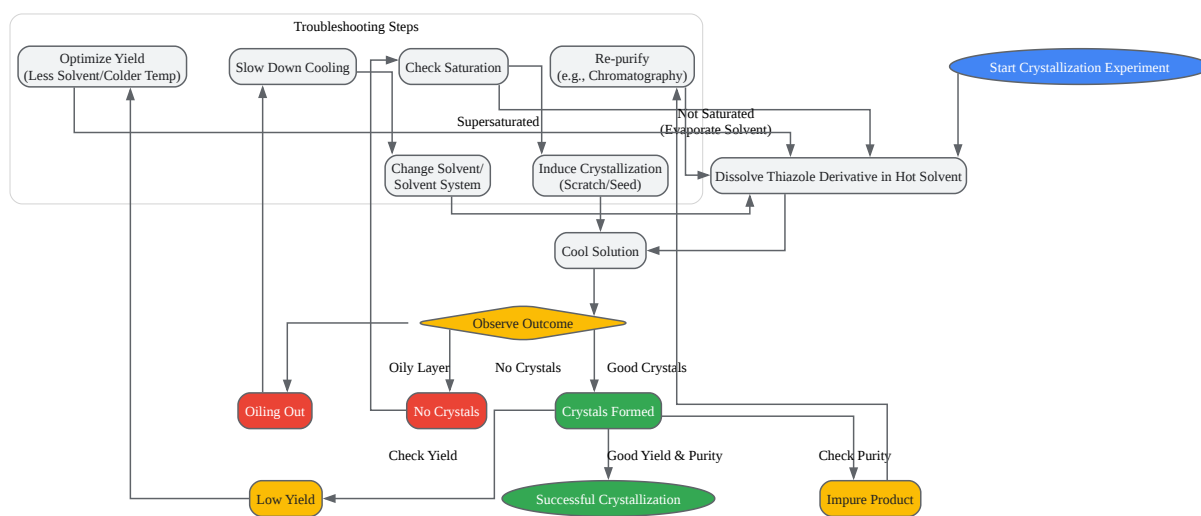 Troubleshooting Steps
Optimize Yield
(Less Solvent/Colder Temp)
Slow Down Cooling
Check Saturation
Re-purify
(e.g., Chromatography)
Start Crystallization Experiment
Supersaturated
Not Saturated
(Evaporate Solvent)
Change Solvent/
Solvent System
Induce Crystallization
(Scratch/Seed)
Dissolve Thiazole Derivative in Hot Solvent
Cool Solution
Observe Outcome
Oily Layer
No Crystals
Good Crystals
Oiling Out
No Crystals
Crystals Formed
Check Yield
Good Yield & Purity
Check Purity
Low Yield
Successful Crystallization
Impure Product